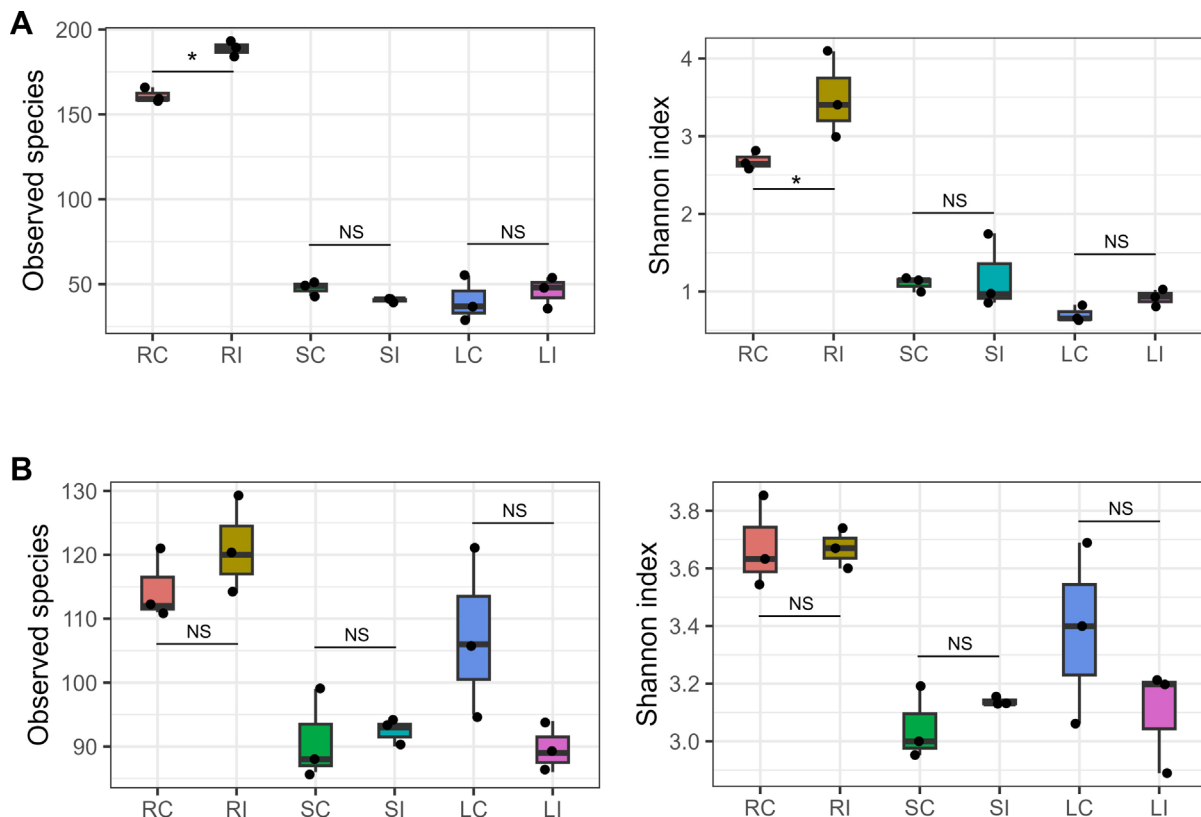 A
Observed species
200
150
100
50
*
NS
NS
RC RI SC SI LC LI
Shannon index
4
3
2
1
*
NS
NS
RC RI SC SI LC LI
B
Observed species
130
120
110
100
90
NS
NS
NS
RC RI SC SI LC LI
Shannon index
3.8
3.6
3.4
3.2
3.0
NS
NS
NS
RC RI SC SI LC LI